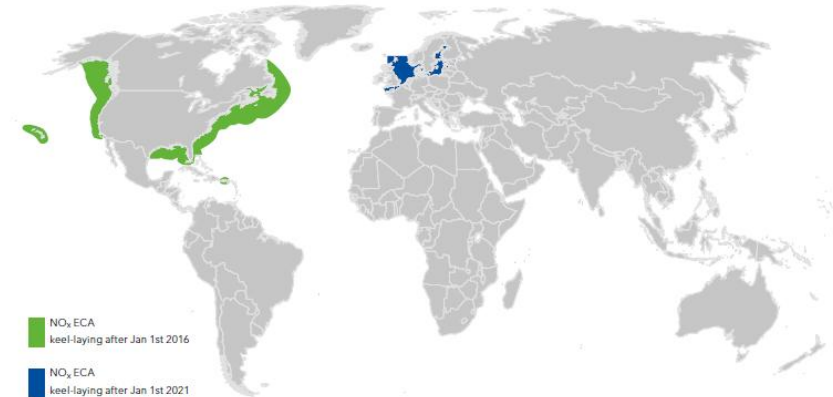 NOₓ ECA
keel-laying after Jan 1st 2016
NOₓ ECA
keel-laying after Jan 1st 2021